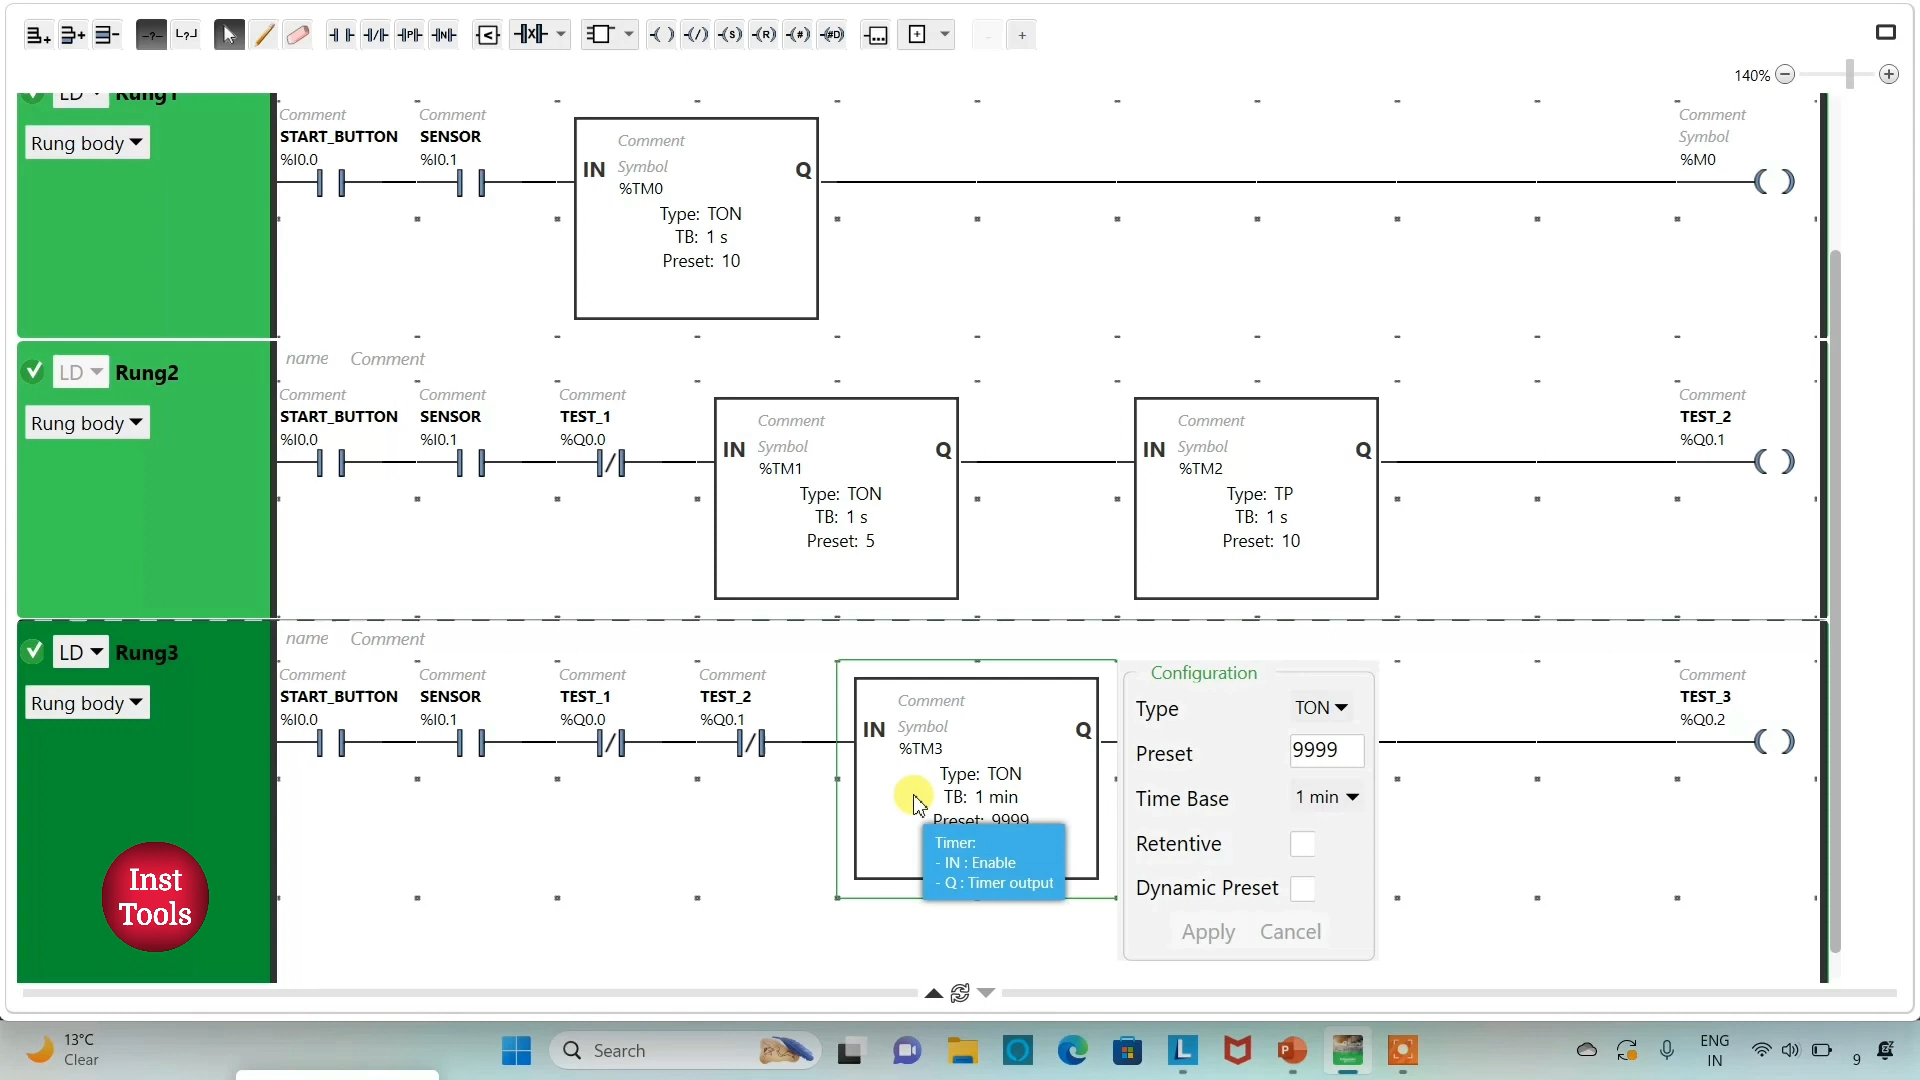 140%
LD Rung1
Rung body
Comment Comment
START_BUTTON SENSOR
%I0.0 %I0.1
Comment
IN Symbol Q
%TM0
Type: TON
TB: 1 s
Preset: 10
Comment
Symbol
%M0
LD Rung2
Rung body
name Comment
Comment Comment Comment
START_BUTTON SENSOR TEST_1
%I0.0 %I0.1 %Q0.0
Comment
IN Symbol Q
%TM1
Type: TON
TB: 1 s
Preset: 5
Comment
IN Symbol Q
%TM2
Type: TP
TB: 1 s
Preset: 10
Comment
TEST_2
%Q0.1
LD Rung3
Rung body
name Comment
Comment Comment Comment Comment
START_BUTTON SENSOR TEST_1 TEST_2
%I0.0 %I0.1 %Q0.0 %Q0.1
Comment
IN Symbol Q
%TM3
Type: TON
TB: 1 min
Preset: 9999
Timer:
- IN : Enable
- Q : Timer output
Configuration
Type TON
Preset 9999
Time Base 1 min
Retentive
Dynamic Preset
Apply Cancel
Comment
TEST_3
%Q0.2
Inst
Tools
13°C
Clear
Search
ENG
IN
9